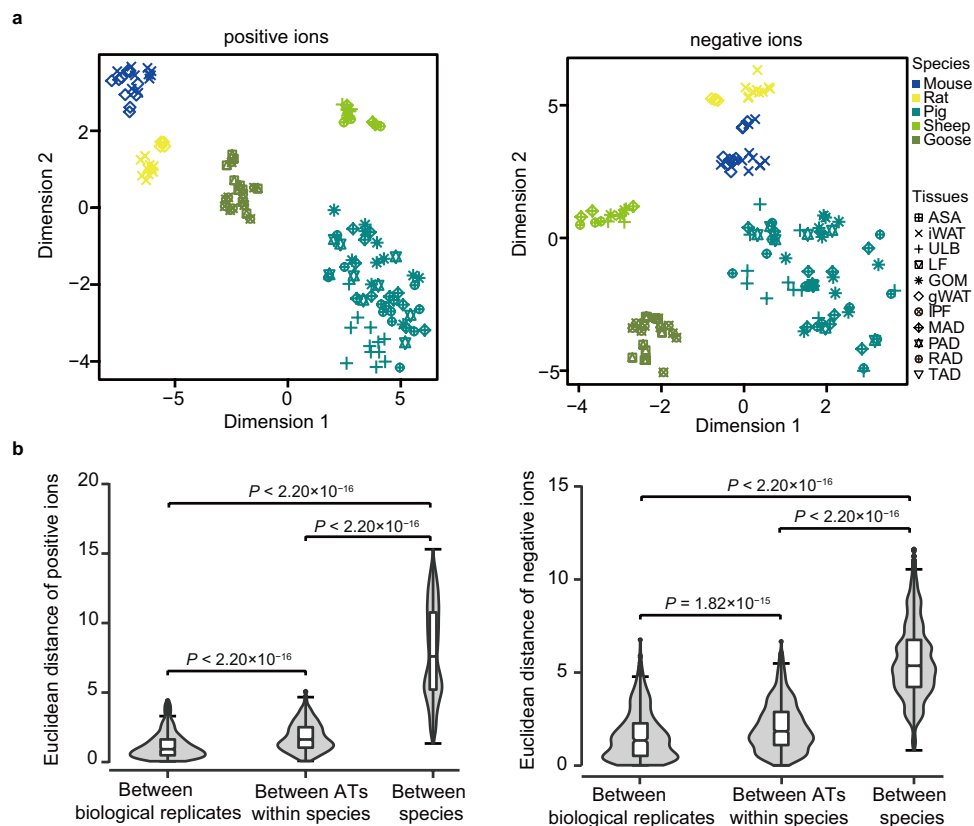 a
positive ions
Dimension 2
2
0
−2
−4
−5
0
5
Dimension 1
negative ions
Dimension 2
5
0
−5
−4
−2
0
2
Dimension 1
Species
Mouse
Rat
Pig
Sheep
Goose
Tissues
ASA
iWAT
ULB
LF
GOM
gWAT
IPF
MAD
PAD
RAD
TAD
b
Euclidean distance of positive ions
20
15
10
5
0
P < 2.20×10−16
P < 2.20×10−16
P < 2.20×10−16
Between
biological replicates
Between ATs
within species
Between
species
Euclidean distance of negative ions
15
10
5
0
P < 2.20×10−16
P < 2.20×10−16
P = 1.82×10−15
Between
biological replicates
Between ATs
within species
Between
species